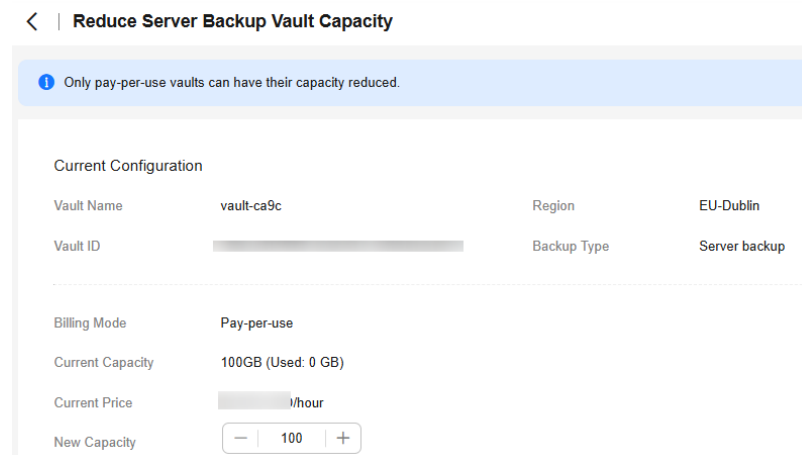 Reduce Server Backup Vault Capacity
Only pay-per-use vaults can have their capacity reduced.
Current Configuration
Vault Name vault-ca9c Region EU-Dublin
Vault ID Backup Type Server backup
Billing Mode Pay-per-use
Current Capacity 100GB (Used: 0 GB)
Current Price /hour
New Capacity 100